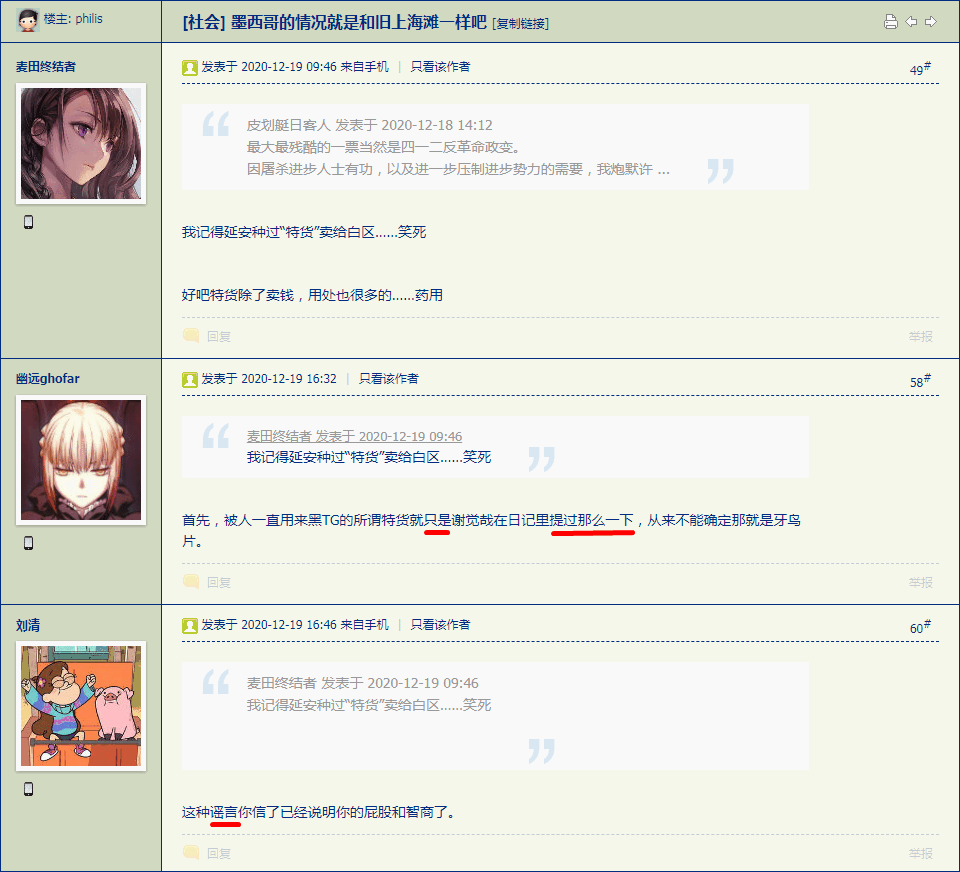 楼主: philis
[社会] 墨西哥的情况就是和旧上海滩一样吧 [复制链接]
麦田终结者
发表于 2020-12-19 09:46 来自手机 | 只看该作者
49#
皮划艇日客人 发表于 2020-12-18 14:12
最大最残酷的一票当然是四一二反革命政变。
因屠杀进步人士有功，以及进一步压制进步势力的需要，我炮默许 ...
我记得延安种过“特货”卖给白区......笑死
好吧特货除了卖钱，用处也很多的......药用
回复
举报
幽远ghofar
发表于 2020-12-19 16:32 | 只看该作者
58#
麦田终结者 发表于 2020-12-19 09:46
我记得延安种过“特货”卖给白区......笑死
首先，被人一直用来黑TG的所谓特货就只是谢觉哉在日记里提过那么一下，从来不能确定那就是牙鸟
片。
回复
举报
刘清
发表于 2020-12-19 16:46 来自手机 | 只看该作者
60#
麦田终结者 发表于 2020-12-19 09:46
我记得延安种过“特货”卖给白区......笑死
这种谣言你信了已经说明你的屁股和智商了。
回复
举报